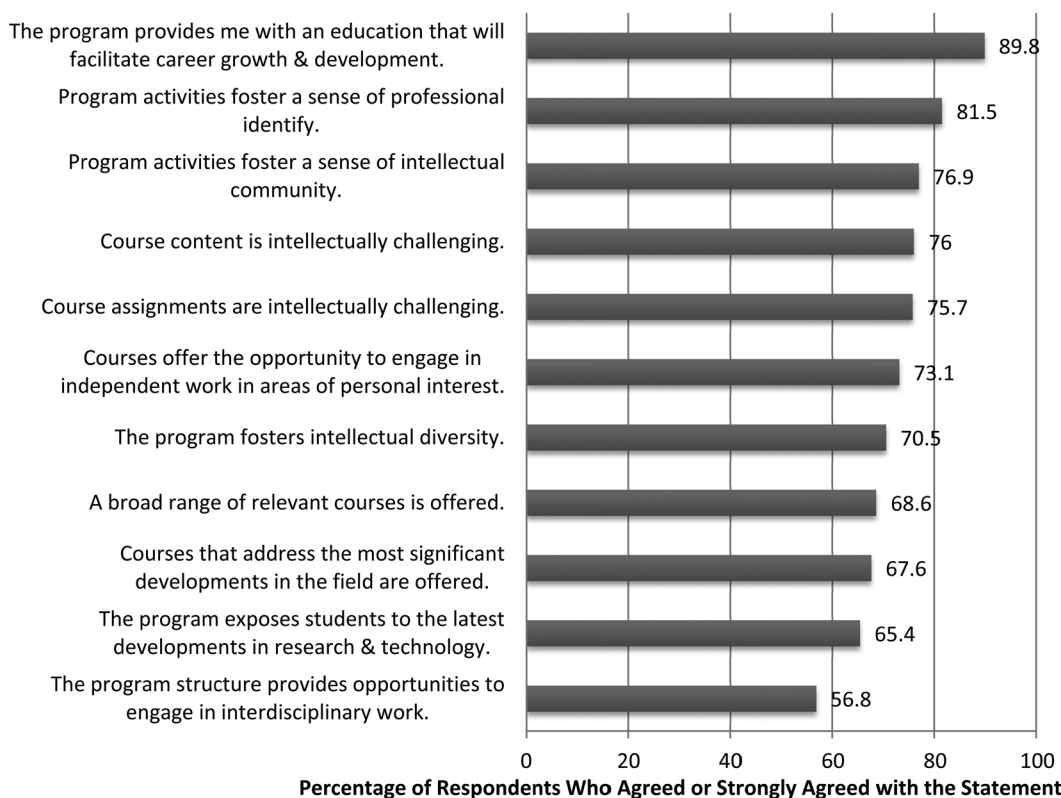 The program provides me with an education that will
facilitate career growth & development.
89.8
Program activities foster a sense of professional
identify.
81.5
Program activities foster a sense of intellectual
community.
76.9
Course content is intellectually challenging.
76
Course assignments are intellectually challenging.
75.7
Courses offer the opportunity to engage in
independent work in areas of personal interest.
73.1
The program fosters intellectual diversity.
70.5
A broad range of relevant courses is offered.
68.6
Courses that address the most significant
developments in the field are offered.
67.6
The program exposes students to the latest
developments in research & technology.
65.4
The program structure provides opportunities to
engage in interdisciplinary work.
56.8
0 20 40 60 80 100
Percentage of Respondents Who Agreed or Strongly Agreed with the Statement